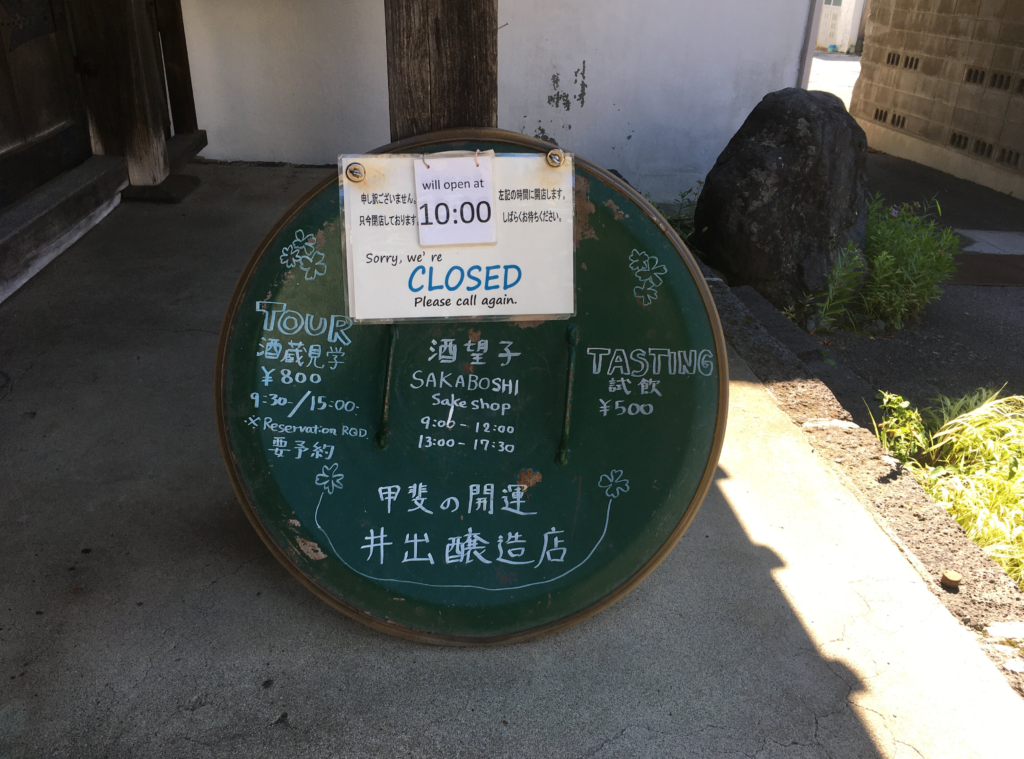 will open at
10:00
申し訳ございません。
只今閉店しております。
左記の時間に開店します。
しばらくお待ちください。
Sorry, we're
CLOSED
Please call again.
TOUR
酒蔵見学
¥800
9:30-/15:00-
※Reservation RQD.
要予約
酒望子
SAKABOSHI
Sake shop
9:00-12:00
13:00-17:30
TASTING
試飲
¥500
甲斐の開運
井出醸造店